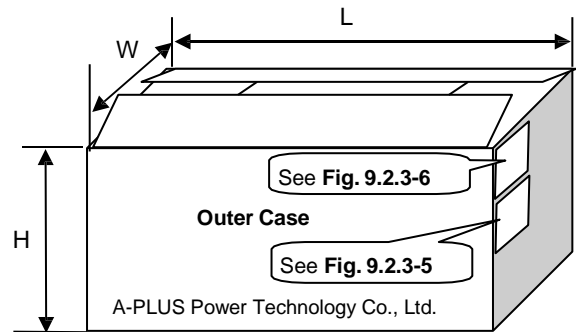 L
W
See Fig. 9.2.3-6
Outer Case
H
See Fig. 9.2.3-5
A-PLUS Power Technology Co., Ltd.